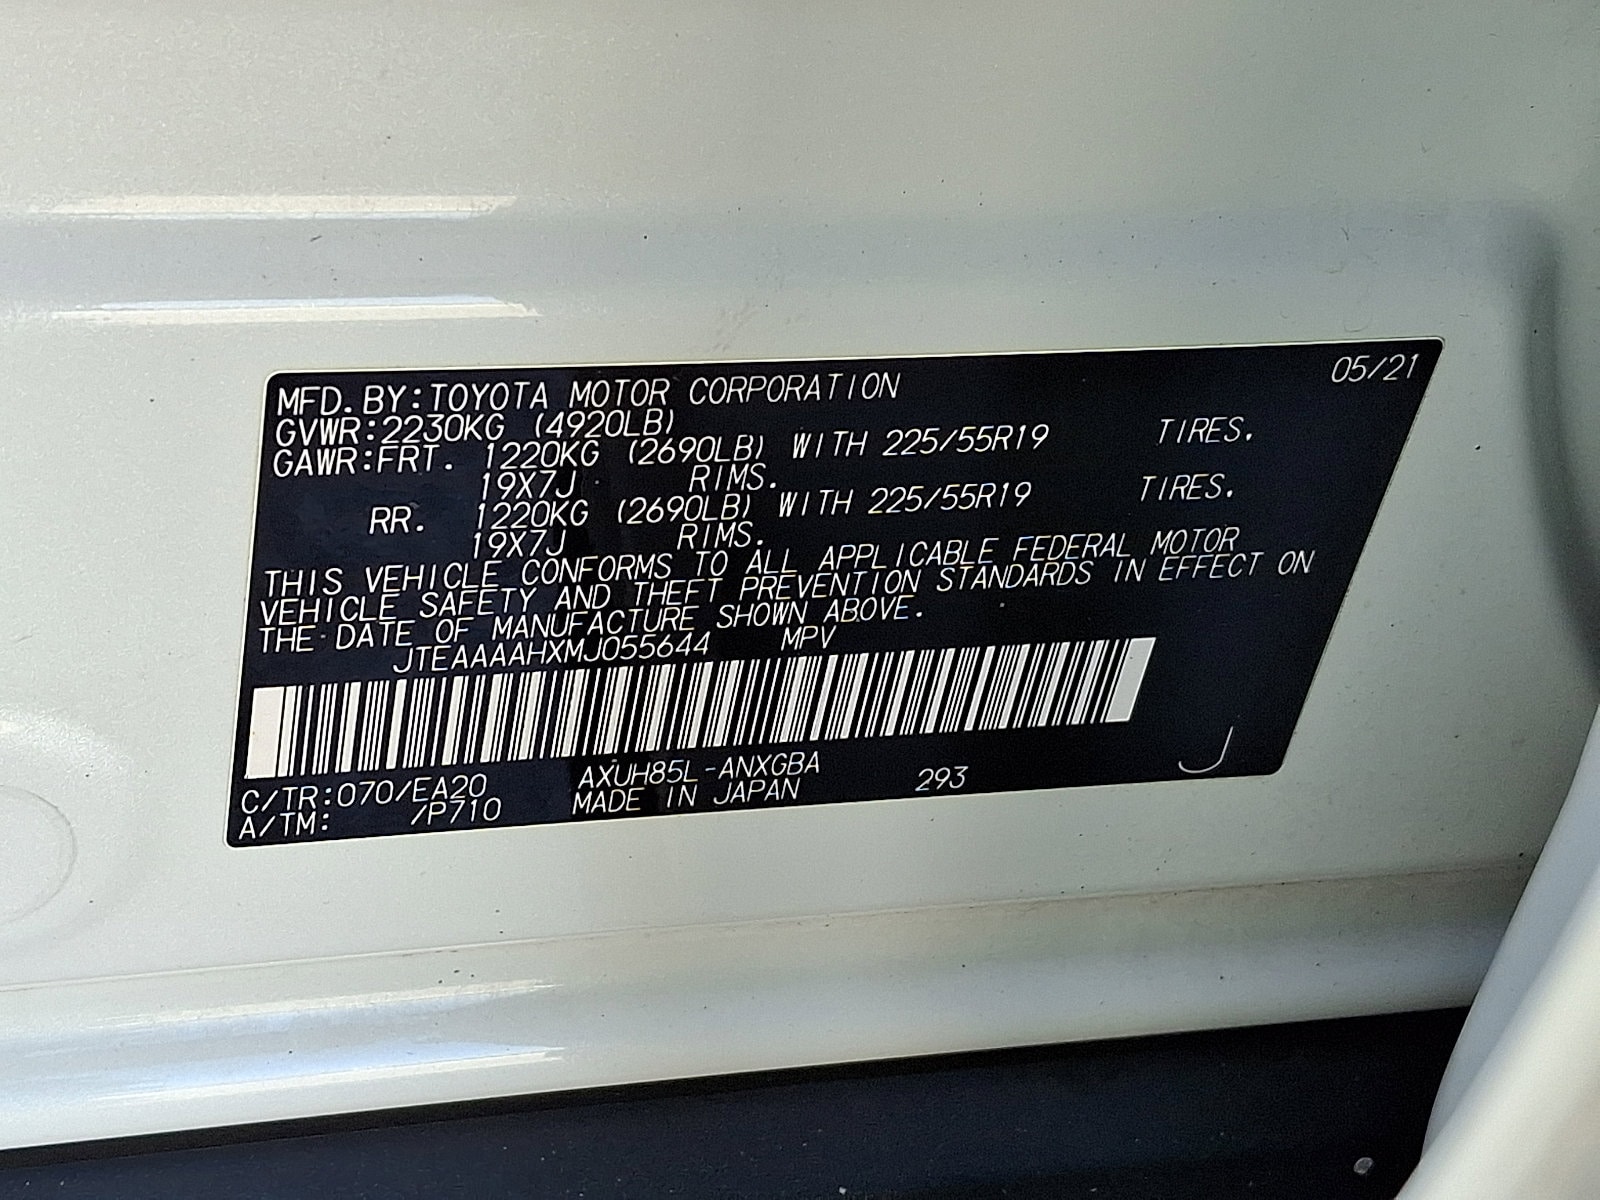 05/21
MFD.BY:TOYOTA MOTOR CORPORATION
GVWR:2230KG (4920LB)
GAWR:FRT. 1220KG (2690LB) WITH 225/55R19 TIRES.
19X7J RIMS.
RR. 1220KG (2690LB) WITH 225/55R19 TIRES.
19X7J RIMS.
THIS VEHICLE CONFORMS TO ALL APPLICABLE FEDERAL MOTOR
VEHICLE SAFETY AND THEFT PREVENTION STANDARDS IN EFFECT ON
THE DATE OF MANUFACTURE SHOWN ABOVE.
JTEAAAAHXMJ055644 MPV
C/TR:070/EA20 AXUH85L-ANXGBA
A/TM: /P710 MADE IN JAPAN 293 J